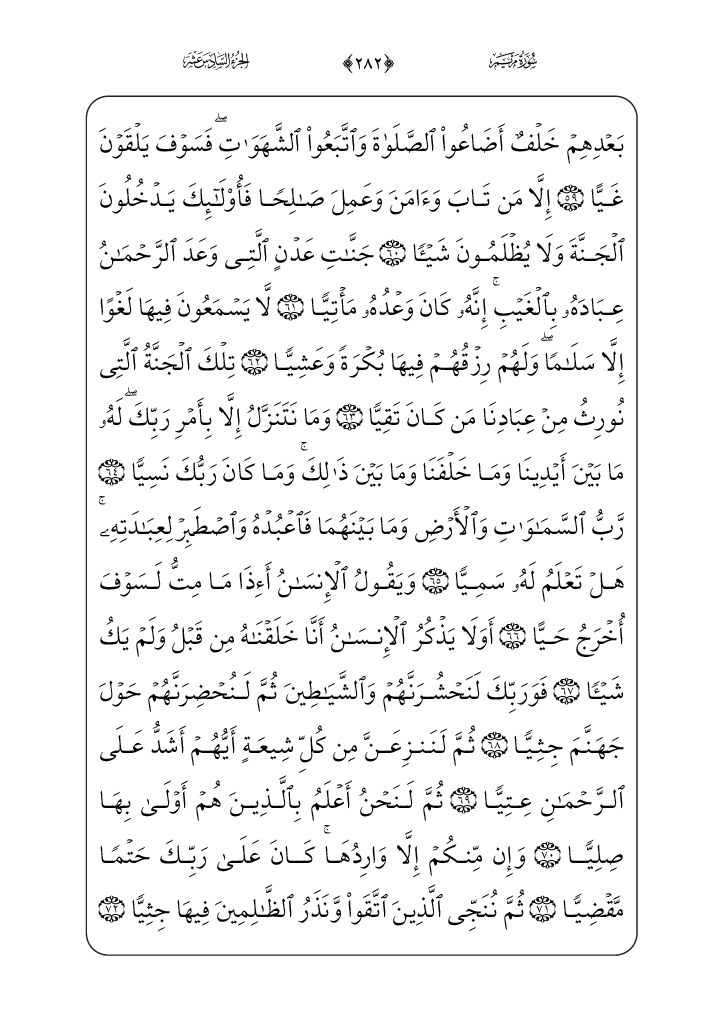 سُورَةُ مَرۡيَمَ ﴿٢٨٢﴾ الجُزۡءُ السَّادِسَ عَشَرَ
بَعۡدِهِمۡ خَلۡفٌ أَضَاعُواْ ٱلصَّلَوٰةَ وَٱتَّبَعُواْ ٱلشَّهَوَٰتِۖ فَسَوۡفَ يَلۡقَوۡنَ
غَيًّا ٥٩ إِلَّا مَن تَابَ وَءَامَنَ وَعَمِلَ صَٰلِحٗا فَأُوْلَٰٓئِكَ يَدۡخُلُونَ
ٱلۡجَنَّةَ وَلَا يُظۡلَمُونَ شَيۡـٔٗا ٦٠ جَنَّٰتِ عَدۡنٍ ٱلَّتِي وَعَدَ ٱلرَّحۡمَٰنُ
عِبَادَهُۥ بِٱلۡغَيۡبِۚ إِنَّهُۥ كَانَ وَعۡدُهُۥ مَأۡتِيّٗا ٦١ لَّا يَسۡمَعُونَ فِيهَا لَغۡوًا
إِلَّا سَلَٰمٗاۖ وَلَهُمۡ رِزۡقُهُمۡ فِيهَا بُكۡرَةٗ وَعَشِيّٗا ٦٢ تِلۡكَ ٱلۡجَنَّةُ ٱلَّتِي
نُورِثُ مِنۡ عِبَادِنَا مَن كَانَ تَقِيّٗا ٦٣ وَمَا نَتَنَزَّلُ إِلَّا بِأَمۡرِ رَبِّكَۖ لَهُۥ
مَا بَيۡنَ أَيۡدِينَا وَمَا خَلۡفَنَا وَمَا بَيۡنَ ذَٰلِكَۚ وَمَا كَانَ رَبُّكَ نَسِيّٗا ٦٤
رَّبُّ ٱلسَّمَٰوَٰتِ وَٱلۡأَرۡضِ وَمَا بَيۡنَهُمَا فَٱعۡبُدۡهُ وَٱصۡطَبِرۡ لِعِبَٰدَتِهِۦۚ
هَلۡ تَعۡلَمُ لَهُۥ سَمِيّٗا ٦٥ وَيَقُولُ ٱلۡإِنسَٰنُ أَءِذَا مَا مِتُّ لَسَوۡفَ
أُخۡرَجُ حَيًّا ٦٦ أَوَلَا يَذۡكُرُ ٱلۡإِنسَٰنُ أَنَّا خَلَقۡنَٰهُ مِن قَبۡلُ وَلَمۡ يَكُ
شَيۡـٔٗا ٦٧ فَوَرَبِّكَ لَنَحۡشُرَنَّهُمۡ وَٱلشَّيَٰطِينَ ثُمَّ لَنُحۡضِرَنَّهُمۡ حَوۡلَ
جَهَنَّمَ جِثِيّٗا ٦٨ ثُمَّ لَنَنزِعَنَّ مِن كُلِّ شِيعَةٍ أَيُّهُمۡ أَشَدُّ عَلَى
ٱلرَّحۡمَٰنِ عِتِيّٗا ٦٩ ثُمَّ لَنَحۡنُ أَعۡلَمُ بِٱلَّذِينَ هُمۡ أَوۡلَىٰ بِهَا
صِلِيّٗا ٧٠ وَإِن مِّنكُمۡ إِلَّا وَارِدُهَاۚ كَانَ عَلَىٰ رَبِّكَ حَتۡمٗا
مَّقۡضِيّٗا ٧١ ثُمَّ نُنَجِّي ٱلَّذِينَ ٱتَّقَواْ وَّنَذَرُ ٱلظَّٰلِمِينَ فِيهَا جِثِيّٗا ٧٢